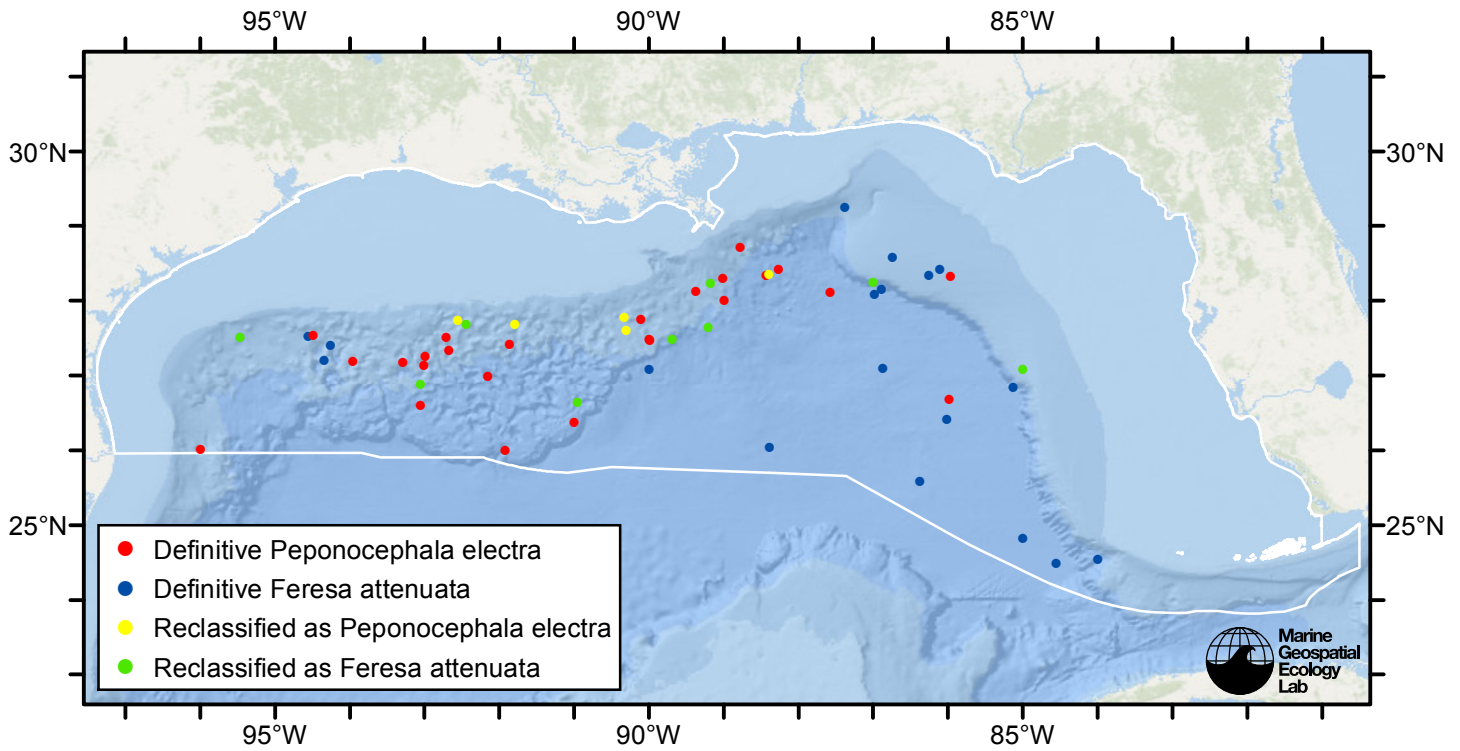 95°W 90°W 85°W
30°N 30°N
25°N 25°N
Definitive Peponocephala electra
Definitive Feresa attenuata
Reclassified as Peponocephala electra
Reclassified as Feresa attenuata
Marine
Geospatial
Ecology
Lab
95°W 90°W 85°W